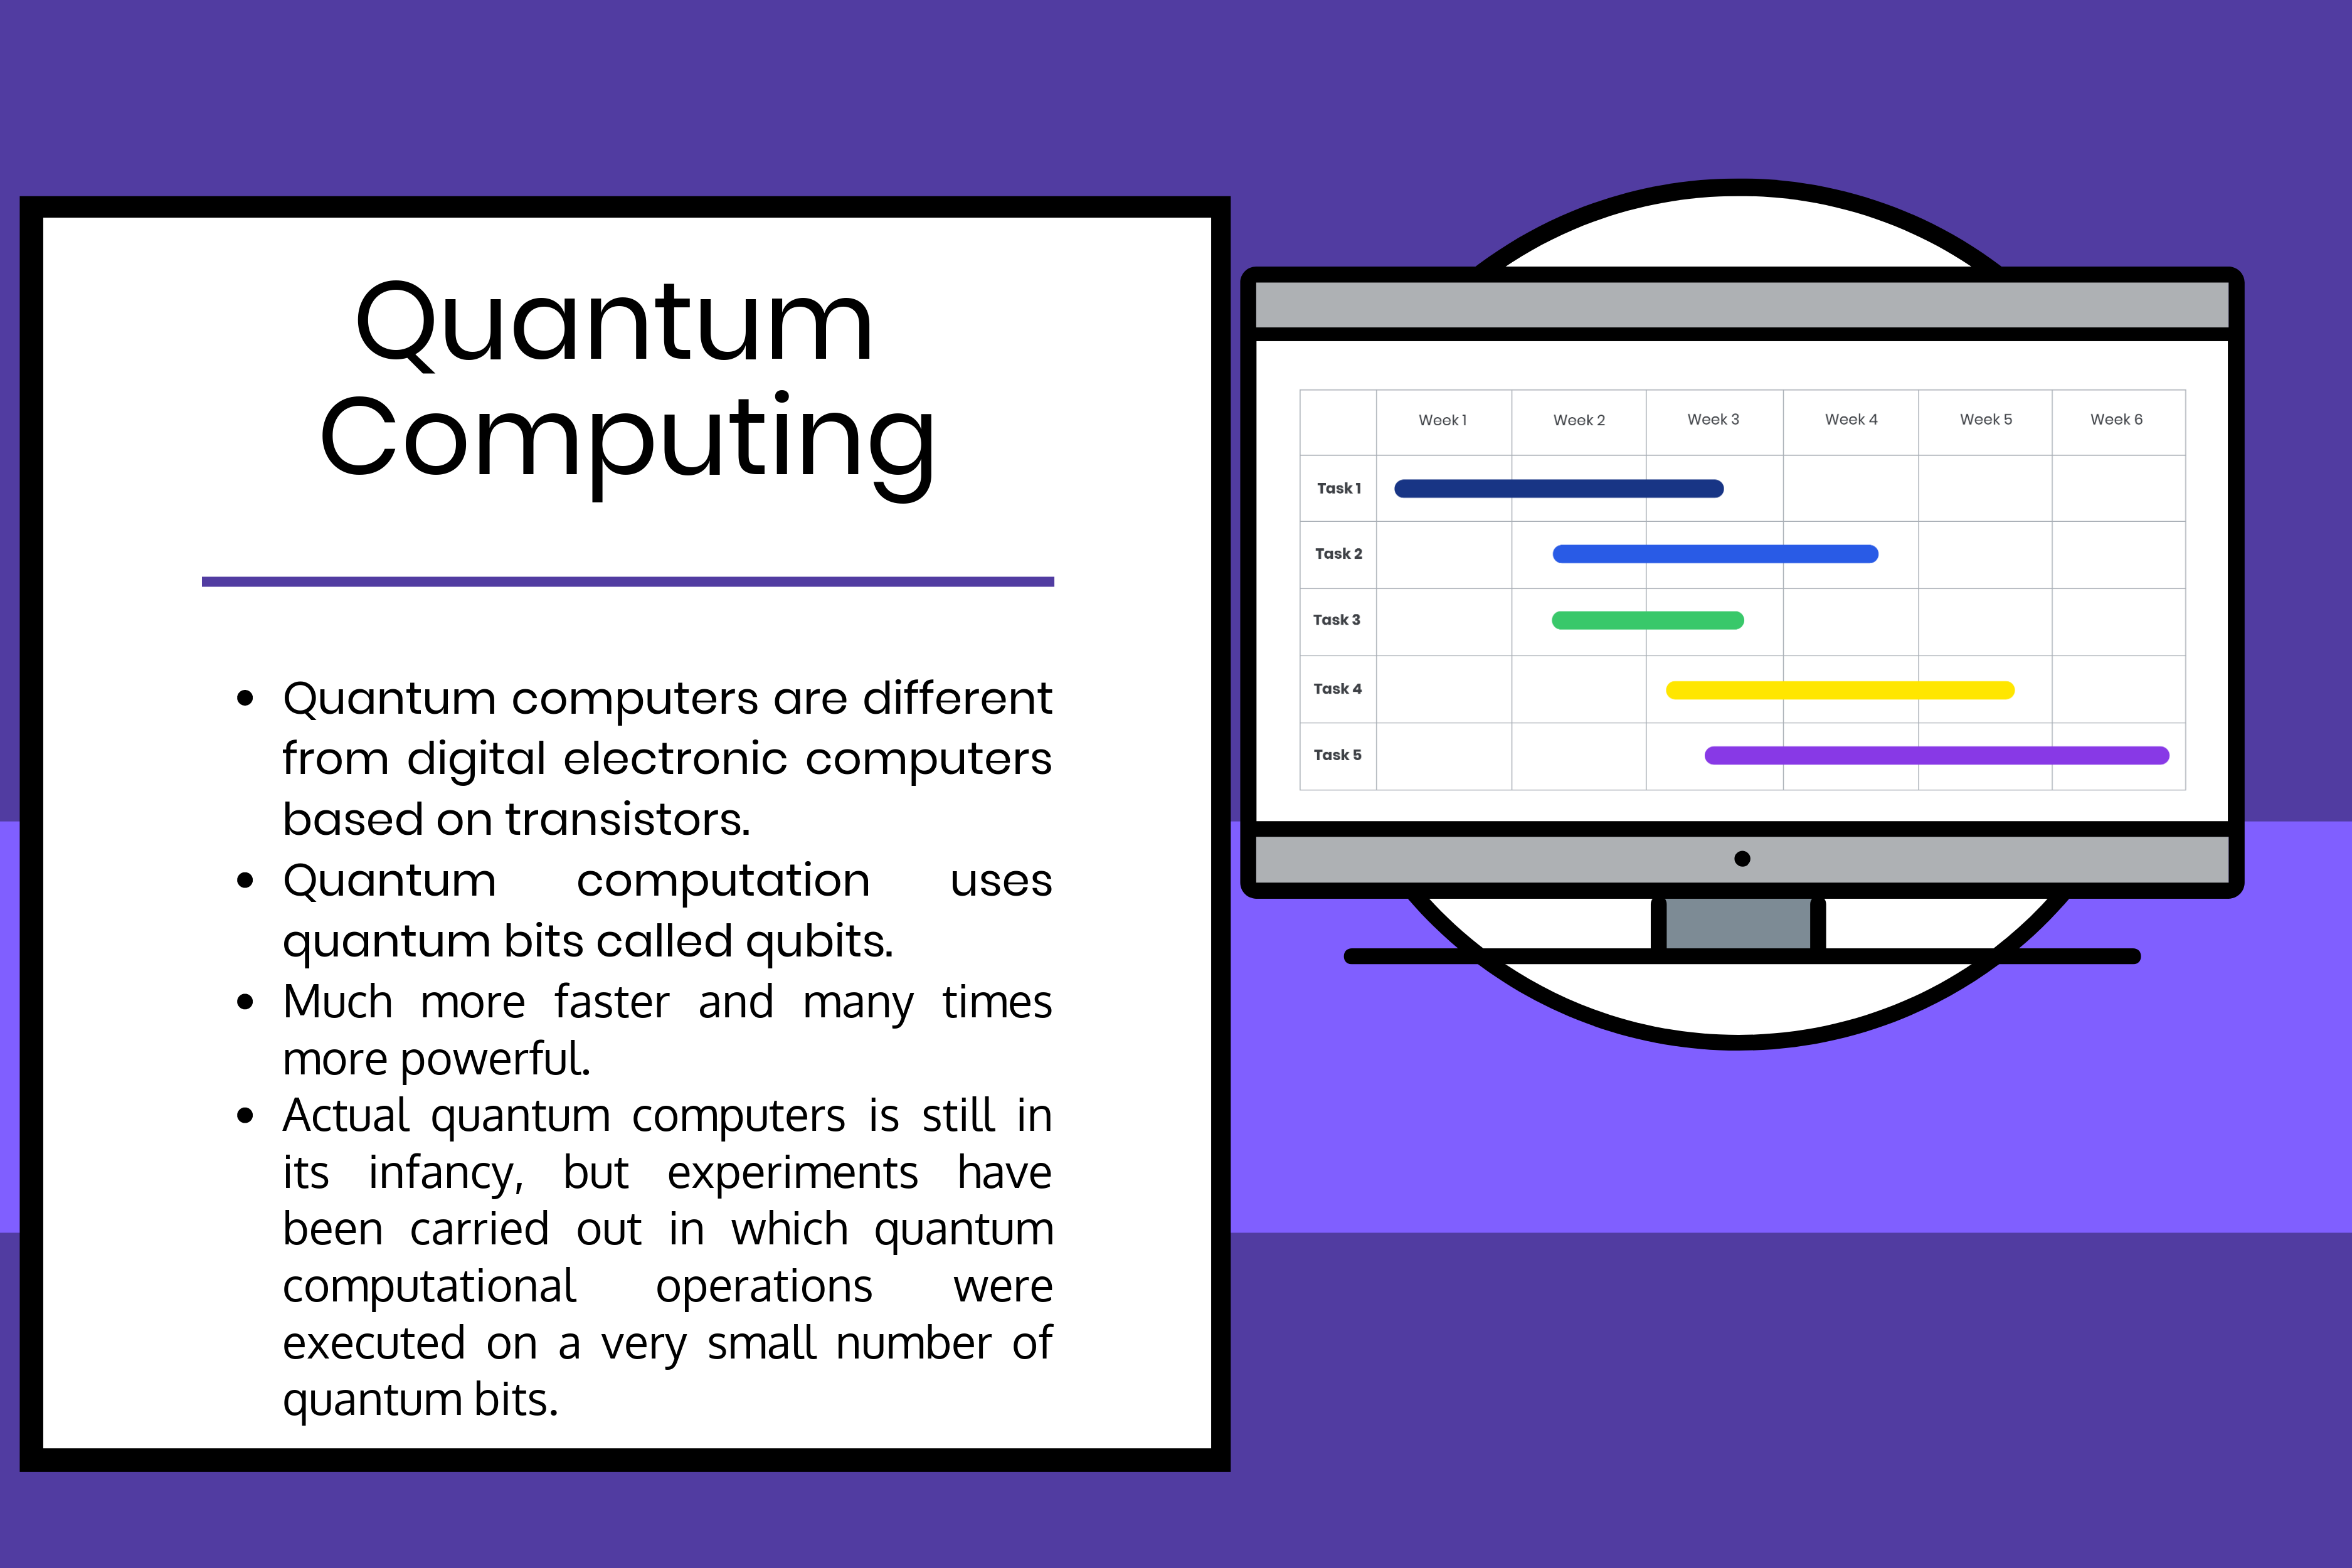 Quantum
Computing
• Quantum computers are different
from digital electronic computers
based on transistors.
• Quantum computation uses
quantum bits called qubits.
• Much more faster and many times
more powerful.
• Actual quantum computers is still in
its infancy, but experiments have
been carried out in which quantum
computational operations were
executed on a very small number of
quantum bits.
Week 1 Week 2 Week 3 Week 4 Week 5 Week 6
Task 1
Task 2
Task 3
Task 4
Task 5